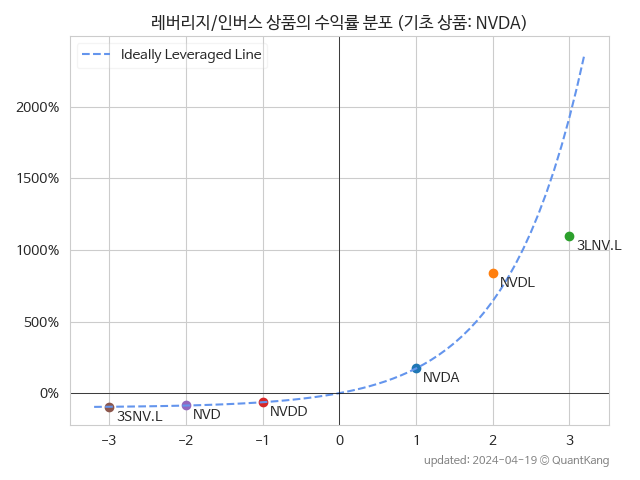 레버리지/인버스 상품의 수익률 분포 (기초 상품: NVDA)
Ideally Leveraged Line
2000%
1500%
1000%
500%
0%
3LNV.L
NVDL
NVDA
NVDD
NVD
3SNV.L
−3 −2 −1 0 1 2 3
updated: 2024-04-19 © QuantKang